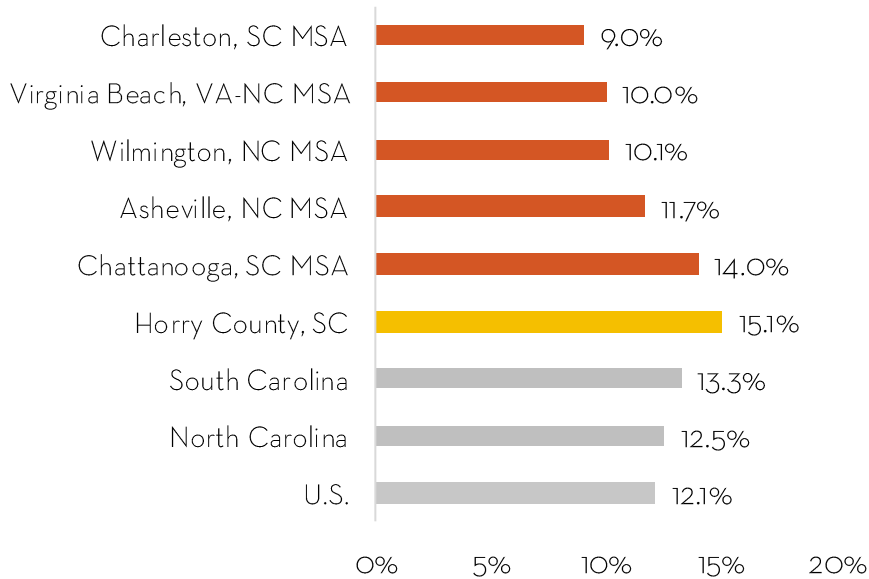 Charleston, SC MSA 9.0%
Virginia Beach, VA-NC MSA 10.0%
Wilmington, NC MSA 10.1%
Asheville, NC MSA 11.7%
Chattanooga, SC MSA 14.0%
Horry County, SC 15.1%
South Carolina 13.3%
North Carolina 12.5%
U.S. 12.1%
0% 5% 10% 15% 20%